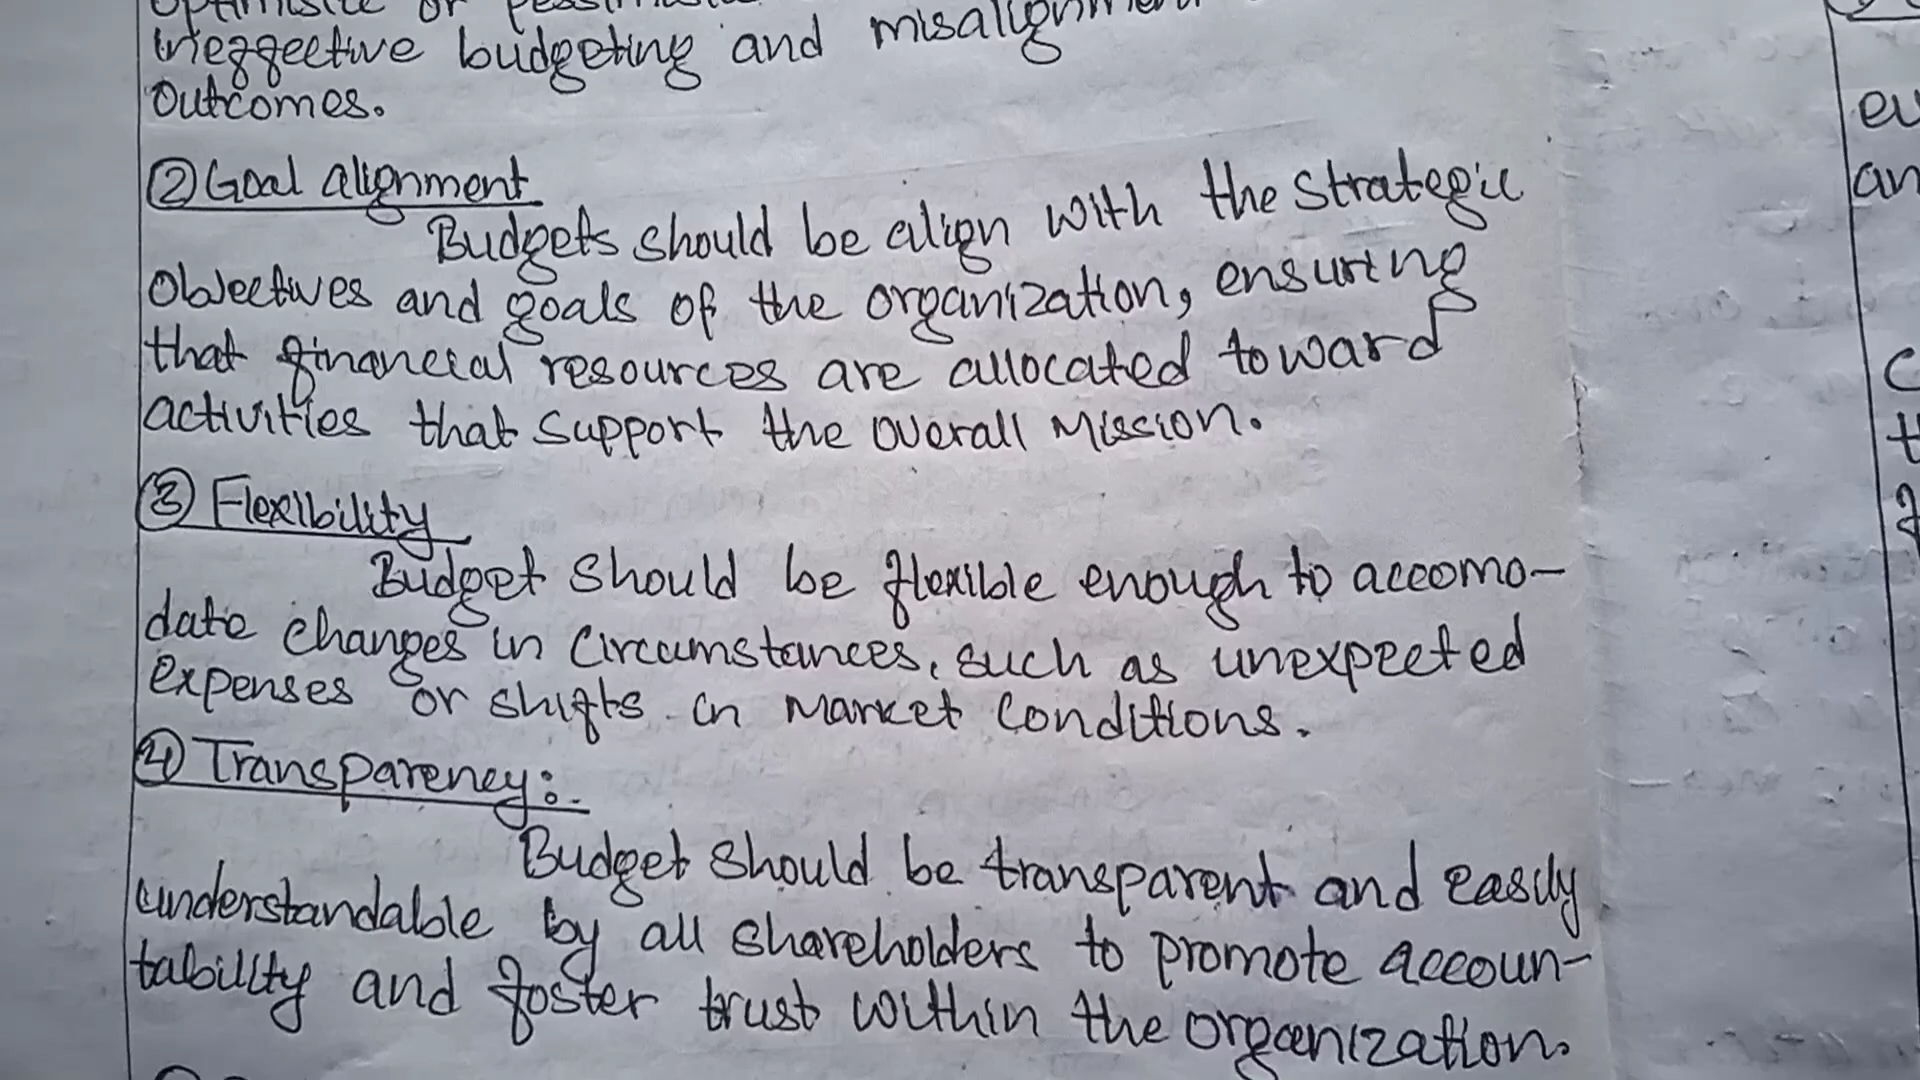 optimistic or
ineffective budgeting and misalignment
outcomes.
② Goal alignment
Budgets should be align with the strategic
objectives and goals of the organization, ensuring
that financial resources are allocated toward
activities that support the overall Mission.
③ Flexibility
Budget should be flexible enough to accomo-
date changes in circumstances, such as unexpected
expenses or shifts in market conditions.
④ Transparency:-
Budget should be transparent and easily
understandable by all shareholders to promote accoun-
tability and foster trust within the organization.